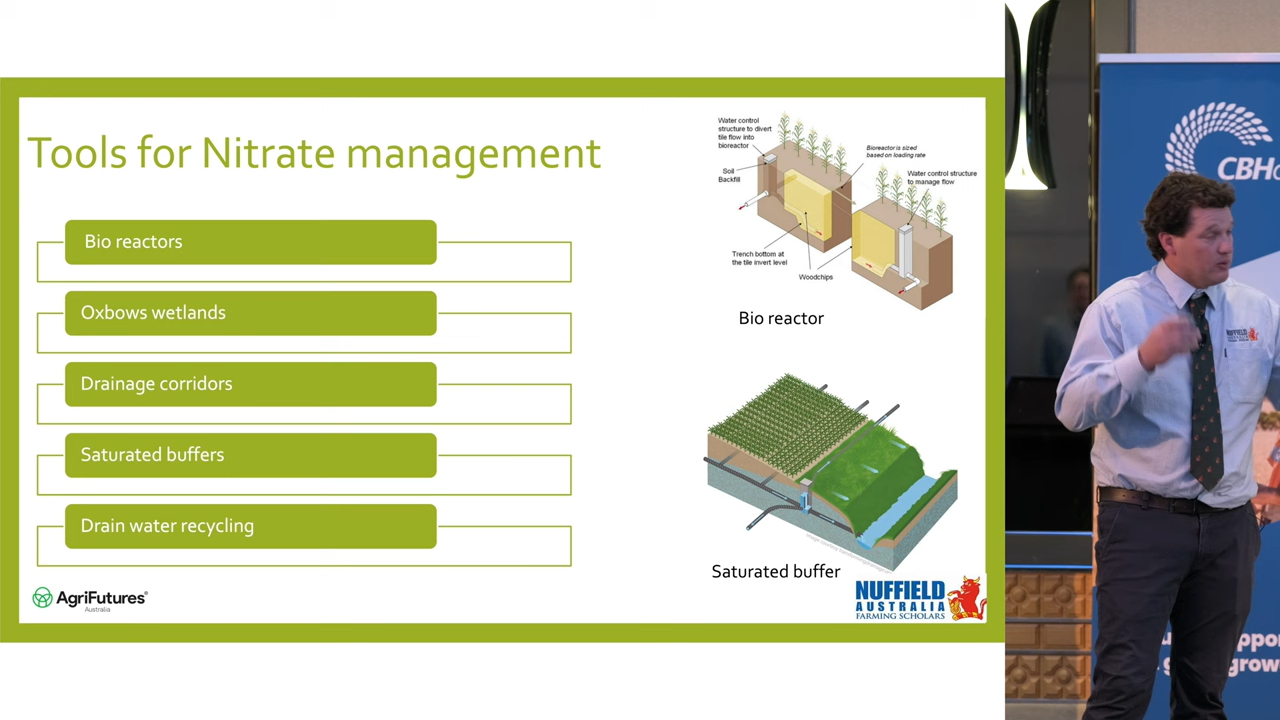 Tools for Nitrate management
Bio reactors
Oxbows wetlands
Drainage corridors
Saturated buffers
Drain water recycling
AgriFutures®
Australia
Water control
structure to divert
tile flow into
bioreactor
Soil
Backfill
Bioreactor is sized
based on loading rate
Water control structure
to manage flow
Trench bottom at
the tile invert level
Woodchips
Bio reactor
Saturated buffer
NUFFIELD
AUSTRALIA
FARMING SCHOLARS
CBH
NUFFIELD